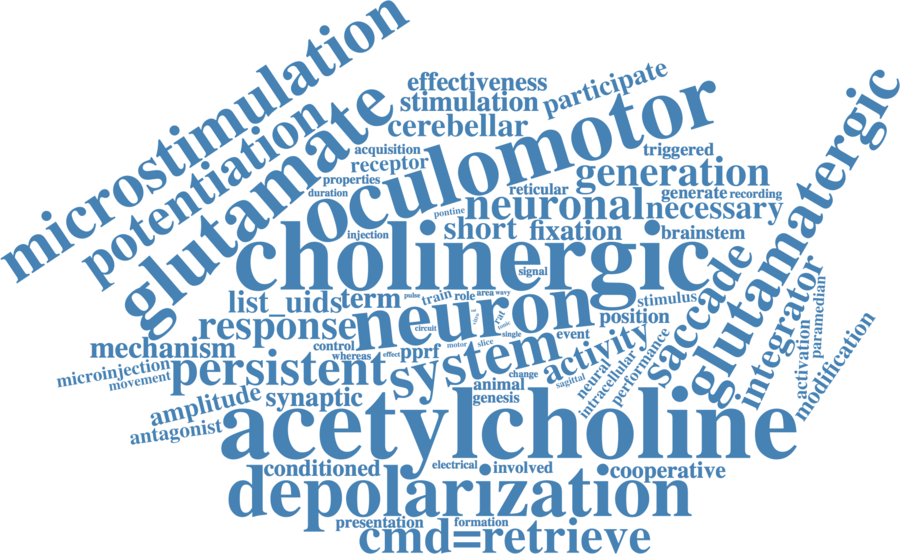 microstimulation
effectiveness
participate
stimulation
potentiation
glutamate
cerebellar
oculomotor
glutamatergic
acquisition
receptor
triggered
properties
duration
generation
reticular
generate
recording
pontine
neuronal
necessary
injection
short
fixation
brainstem
cholinergic
signal
saccade
list_uids
term
pulse
train
role
area
wavy
stimulus
integrator
response
neuron
rat
tonic
position
circuit
single
event
activation
paramedian
mechanism
control
whereas
effect
pprf
motor
slice
activity
modification
microinjection
movement
persistent
system
change
sagittal
neural
intracellular
performance
animal
genesis
amplitude
synaptic
antagonist
acetylcholine
conditioned
electrical
involved
cooperative
depolarization
presentation
formation
cmd=retrieve